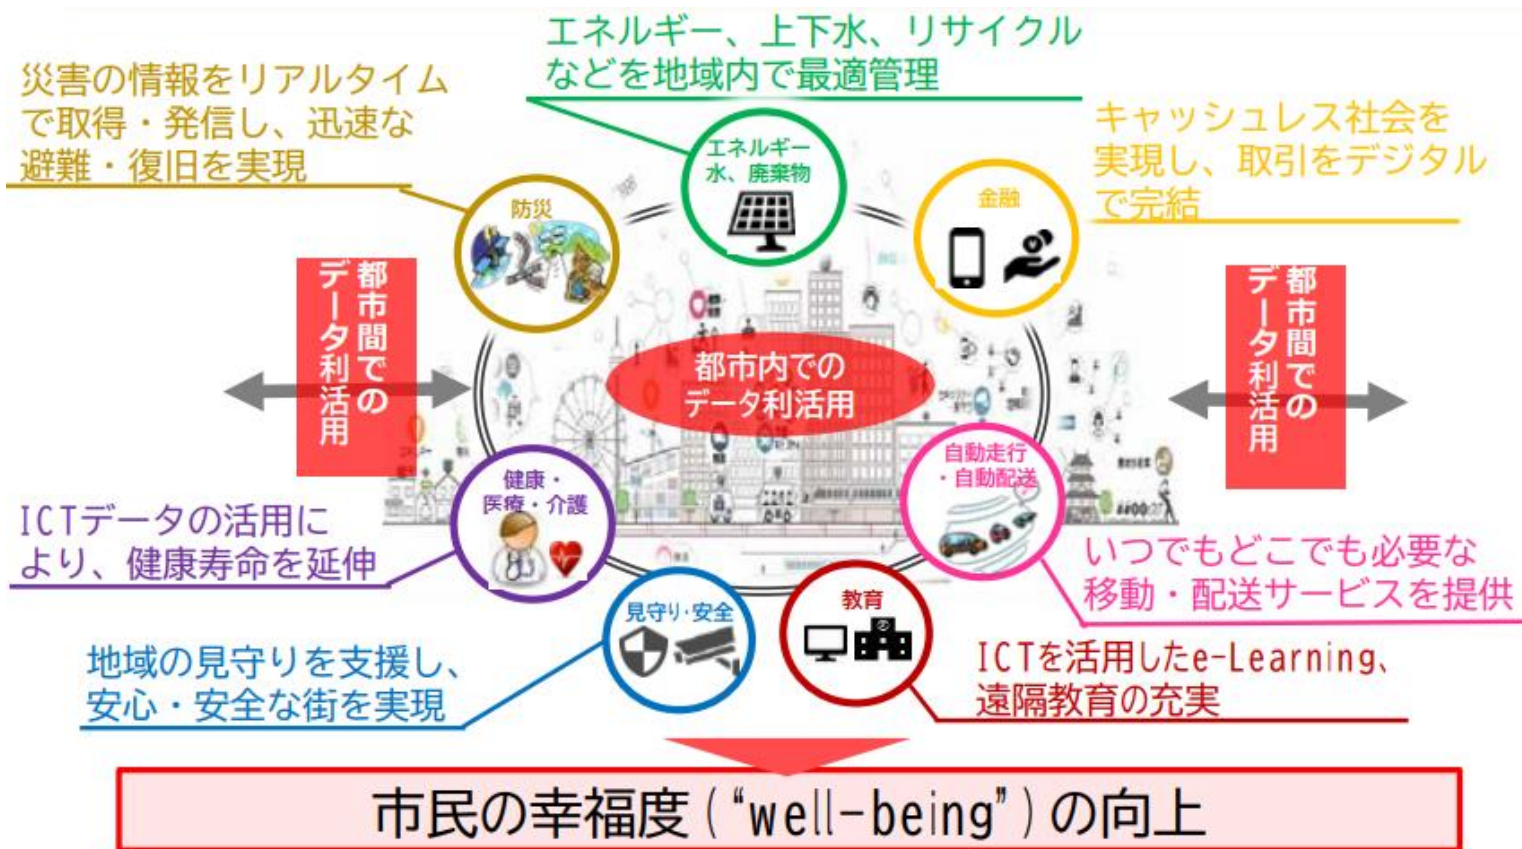 エネルギー、上下水、リサイクル
などを地域内で最適管理
災害の情報をリアルタイム
で取得・発信し、迅速な
避難・復旧を実現
キャッシュレス社会を
実現し、取引をデジタル
で完結
エネルギー
水、廃棄物
防災
金融
都市間での
データ利活用
都市内での
データ利活用
都市間での
データ利活用
健康・
医療・介護
自動走行
・自動配送
ICTデータの活用に
より、健康寿命を延伸
いつでもどこでも必要な
移動・配送サービスを提供
見守り・安全
教育
地域の見守りを支援し、
安心・安全な街を実現
ICTを活用したe-Learning、
遠隔教育の充実
市民の幸福度(“well-being”)の向上